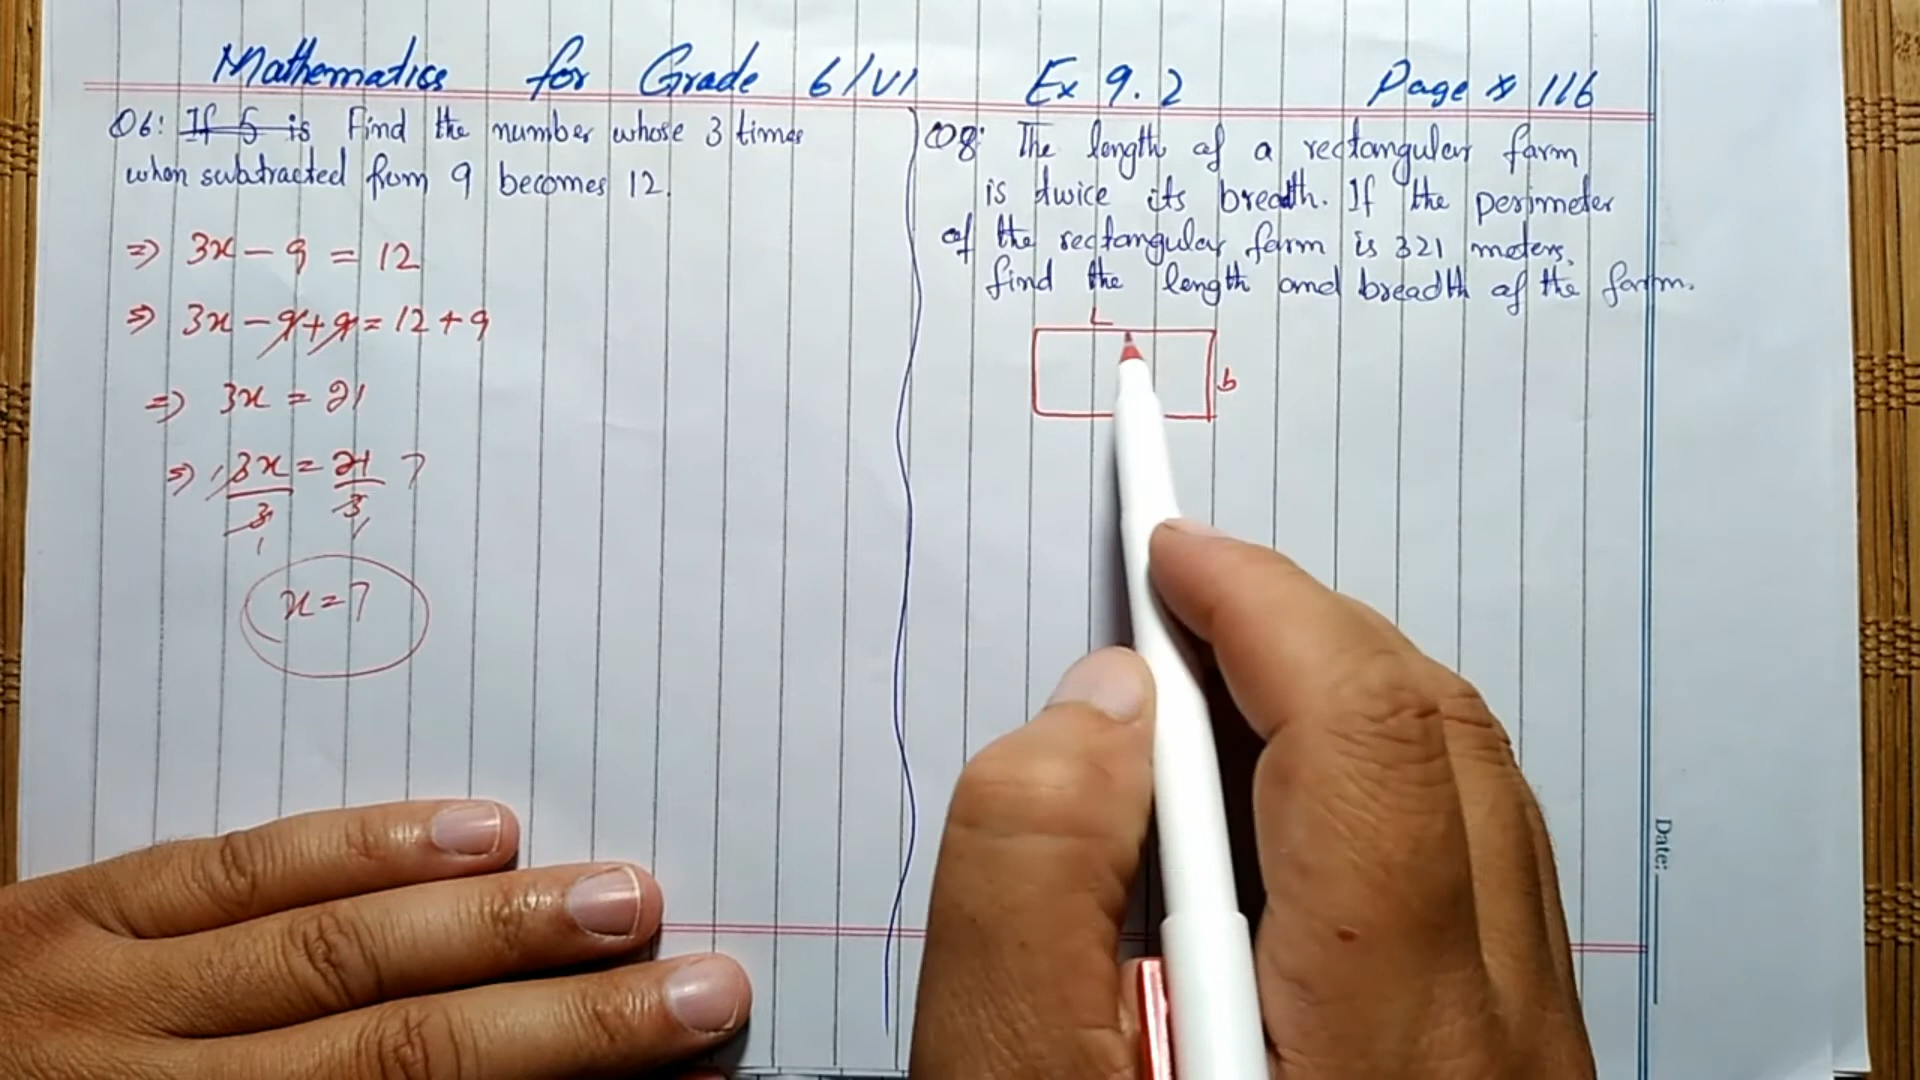 Mathematics for Grade 6/VI Ex 9.2 Page # 116
Q6: If 5 is Find the number whose 3 times
when subtracted from 9 becomes 12.
⇒ 3x - 9 = 12
⇒ 3x - 9 + 9 = 12 + 9
⇒ 3x = 21
⇒ 1 3x = 21 7
3 3
1 1
x = 7
Q8: The length of a rectangular farm
is twice its breadth. If the perimeter
of the rectangular farm is 321 meters.
find the length and breadth of the farm.
L
b
Date: